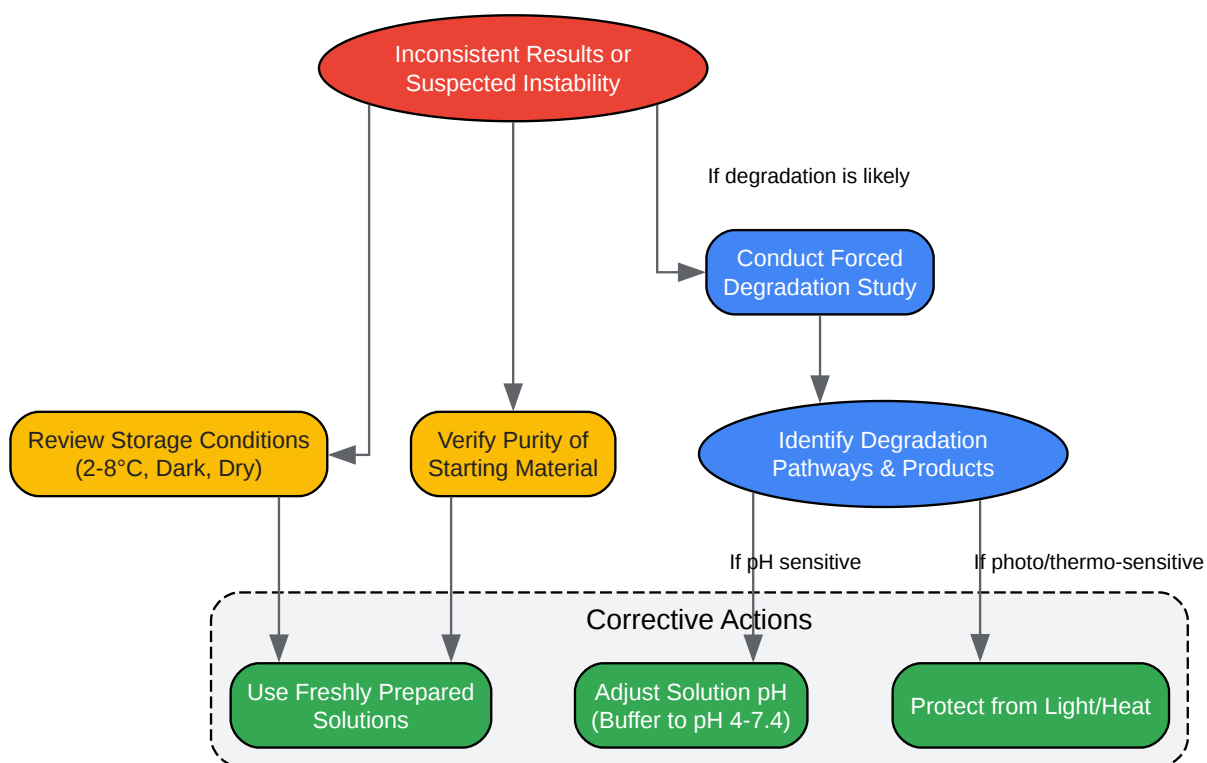 Inconsistent Results or
Suspected Instability
If degradation is likely
Conduct Forced
Degradation Study
Review Storage Conditions
(2-8°C, Dark, Dry)
Verify Purity of
Starting Material
Identify Degradation
Pathways & Products
If pH sensitive
If photo/thermo-sensitive
Corrective Actions
Use Freshly Prepared
Solutions
Adjust Solution pH
(Buffer to pH 4-7.4)
Protect from Light/Heat